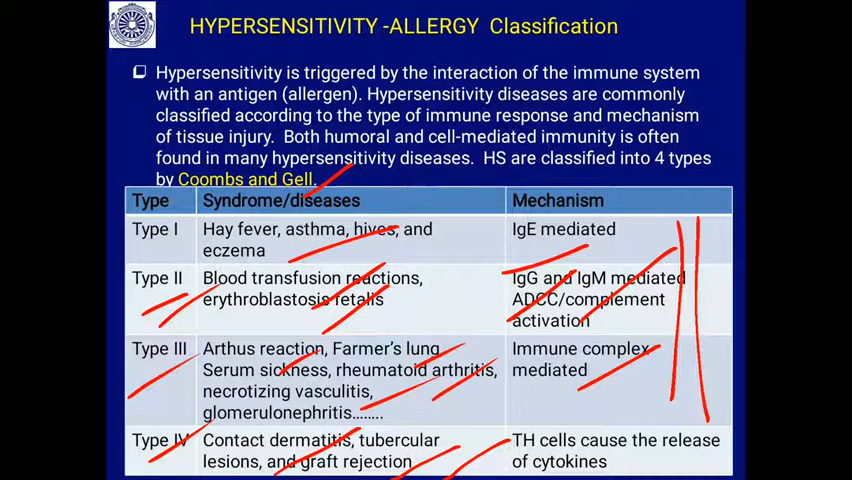 HYPERSENSITIVITY -ALLERGY Classification
Hypersensitivity is triggered by the interaction of the immune system
with an antigen (allergen). Hypersensitivity diseases are commonly
classified according to the type of immune response and mechanism
of tissue injury. Both humoral and cell-mediated immunity is often
found in many hypersensitivity diseases. HS are classified into 4 types
by Coombs and Gell.
Type Syndrome/diseases Mechanism
Type I Hay fever, asthma, hives, and IgE mediated
eczema
Type II Blood transfusion reactions, IgG and IgM mediated
erythroblastosis fetalis ADCC/complement
activation
Type III Arthus reaction, Farmer's lung Immune complex
Serum sickness, rheumatoid arthritis, mediated
necrotizing vasculitis,
glomerulonephritis........
Type IV Contact dermatitis, tubercular TH cells cause the release
lesions, and graft rejection of cytokines